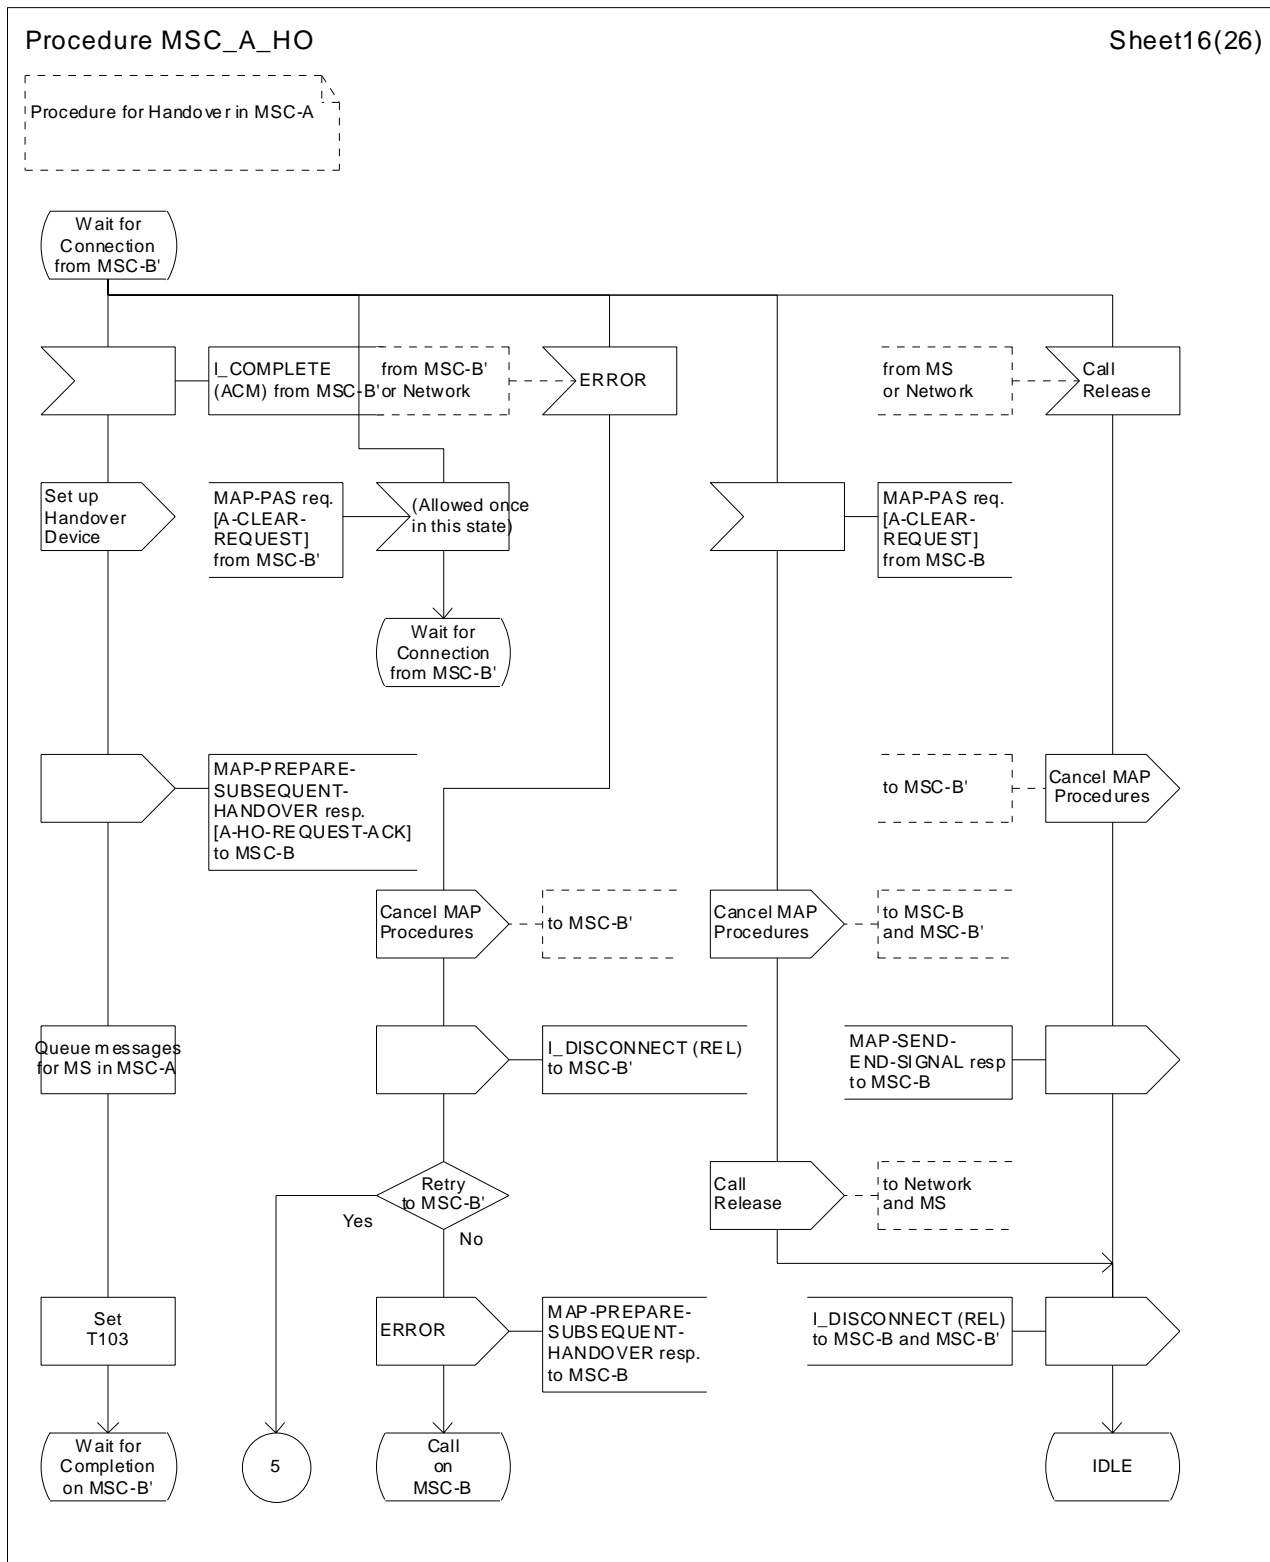 Procedure MSC_A_HO
Sheet16(26)
Procedure for Handover in MSC-A
Wait for
Connection
from MSC-B'
I_COMPLETE
(ACM) from MSC-B'
from MSC-B'
or Network
ERROR
from MS
or Network
Call
Release
Set up
Handover
Device
MAP-PAS req.
[A-CLEAR-
REQUEST]
from MSC-B'
(Allowed once
in this state)
MAP-PAS req.
[A-CLEAR-
REQUEST]
from MSC-B
Wait for
Connection
from MSC-B'
MAP-PREPARE-
SUBSEQUENT-
HANDOVER resp.
[A-HO-REQUEST-ACK]
to MSC-B
to MSC-B'
Cancel MAP
Procedures
Cancel MAP
Procedures
to MSC-B'
Cancel MAP
Procedures
to MSC-B
and MSC-B'
Queue messages
for MS in MSC-A
I_DISCONNECT (REL)
to MSC-B'
MAP-SEND-
END-SIGNAL resp
to MSC-B
Retry
to MSC-B'
Yes
No
Call
Release
to Network
and MS
Set
T103
ERROR
MAP-PREPARE-
SUBSEQUENT-
HANDOVER resp.
to MSC-B
I_DISCONNECT (REL)
to MSC-B and MSC-B'
Wait for
Completion
on MSC-B'
5
Call
on
MSC-B
IDLE